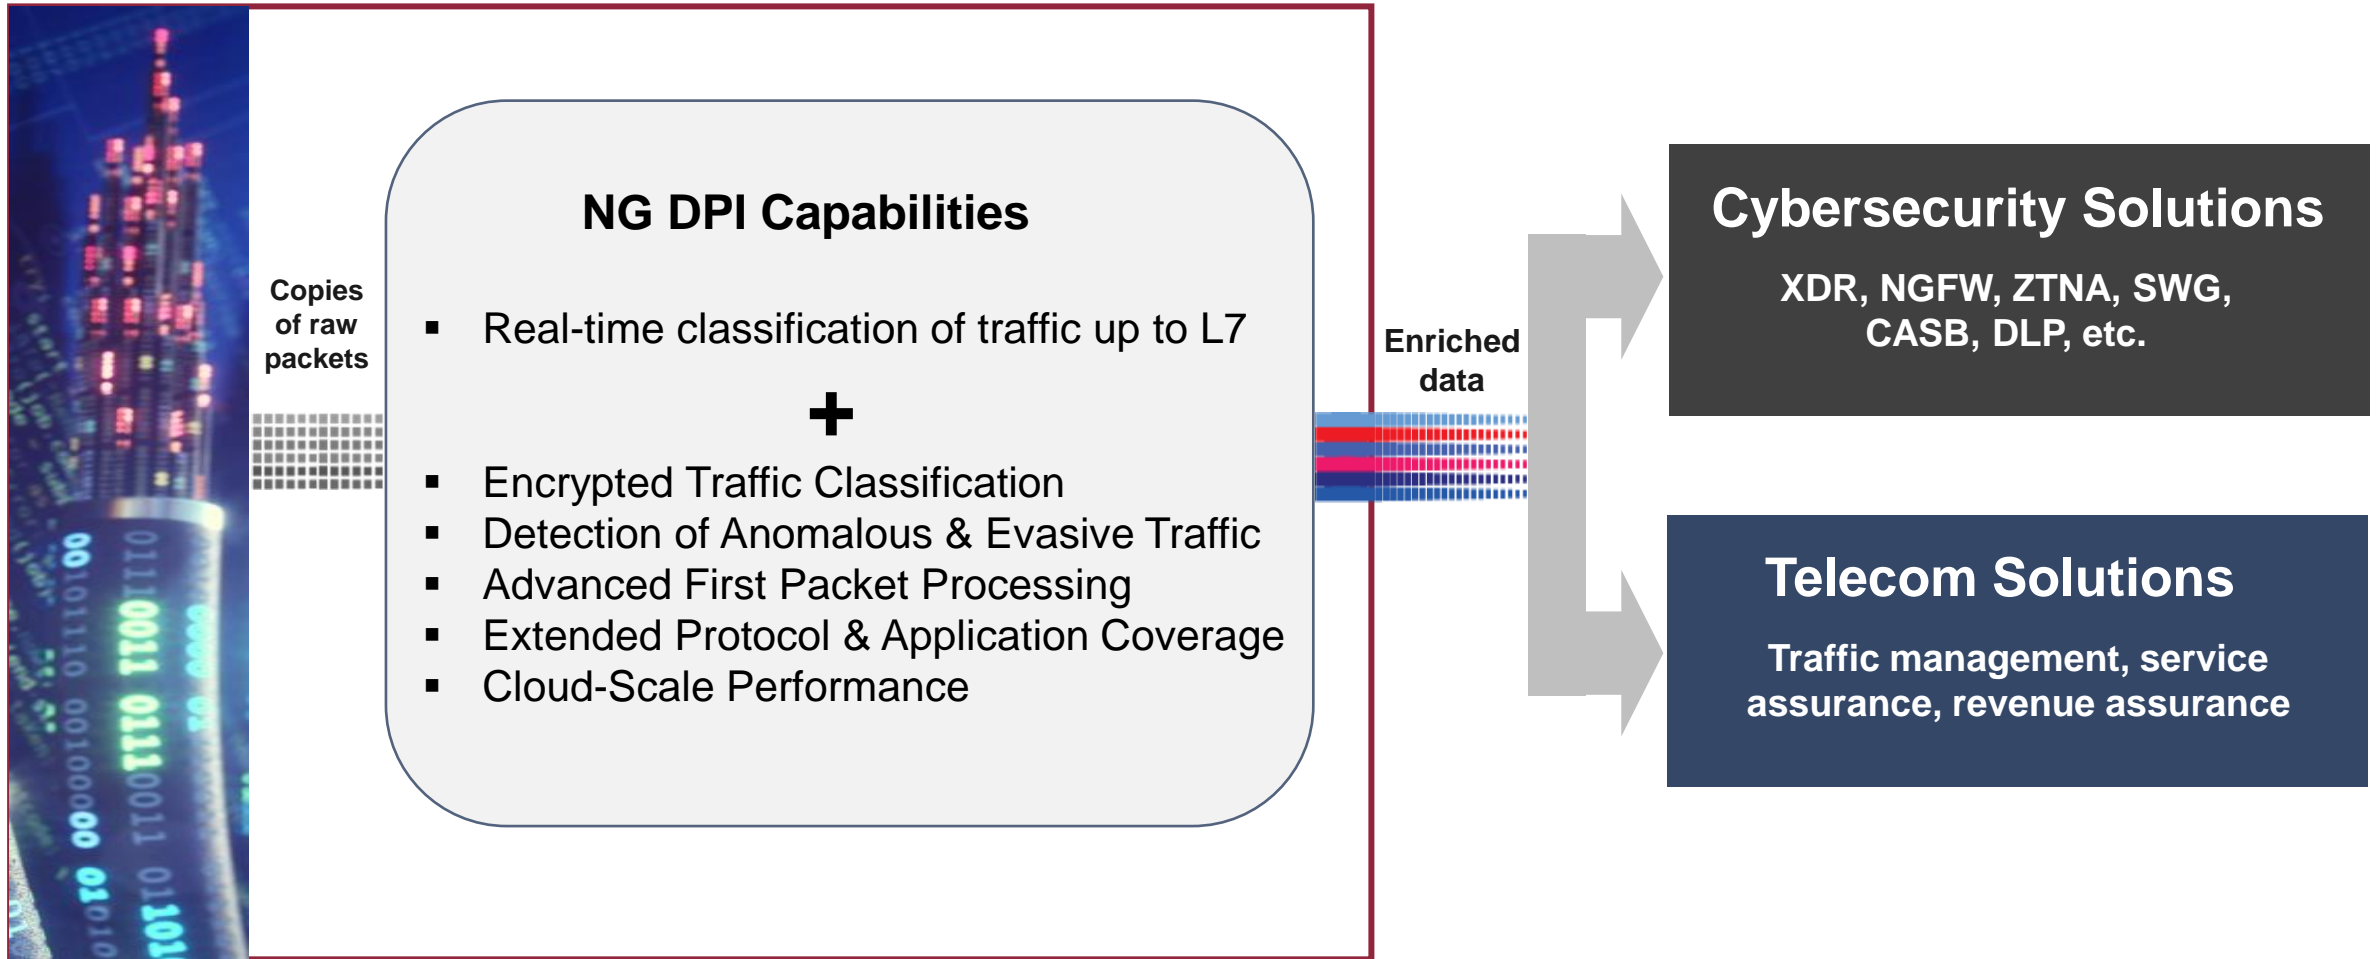 Copies
of raw
packets
NG DPI Capabilities
▪ Real-time classification of traffic up to L7
+
▪ Encrypted Traffic Classification
▪ Detection of Anomalous & Evasive Traffic
▪ Advanced First Packet Processing
▪ Extended Protocol & Application Coverage
▪ Cloud-Scale Performance
Enriched
data
Cybersecurity Solutions
XDR, NGFW, ZTNA, SWG,
CASB, DLP, etc.
Telecom Solutions
Traffic management, service
assurance, revenue assurance